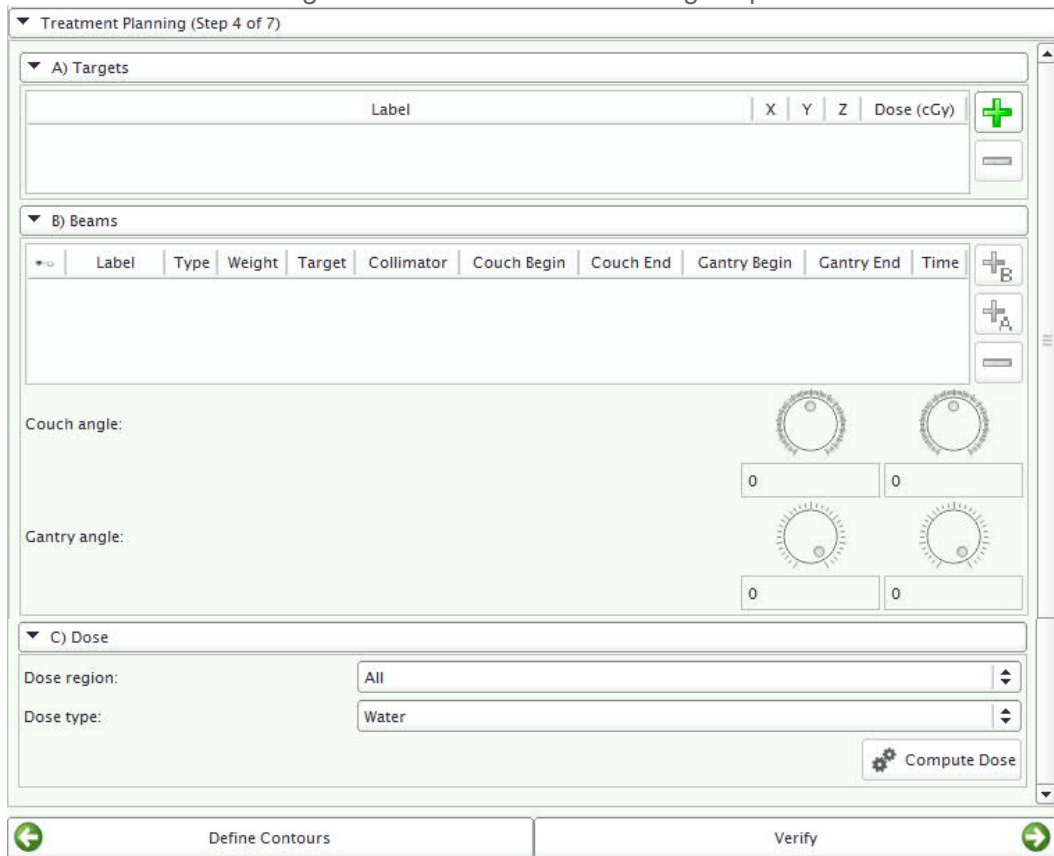 Treatment Planning (Step 4 of 7)
A) Targets
Label X Y Z Dose (cGy)
B) Beams
Label Type Weight Target Collimator Couch Begin Couch End Gantry Begin Gantry End Time
B
A
Couch angle:
0 0
Gantry angle:
0 0
C) Dose
Dose region: All
Dose type: Water
Compute Dose
Define Contours Verify